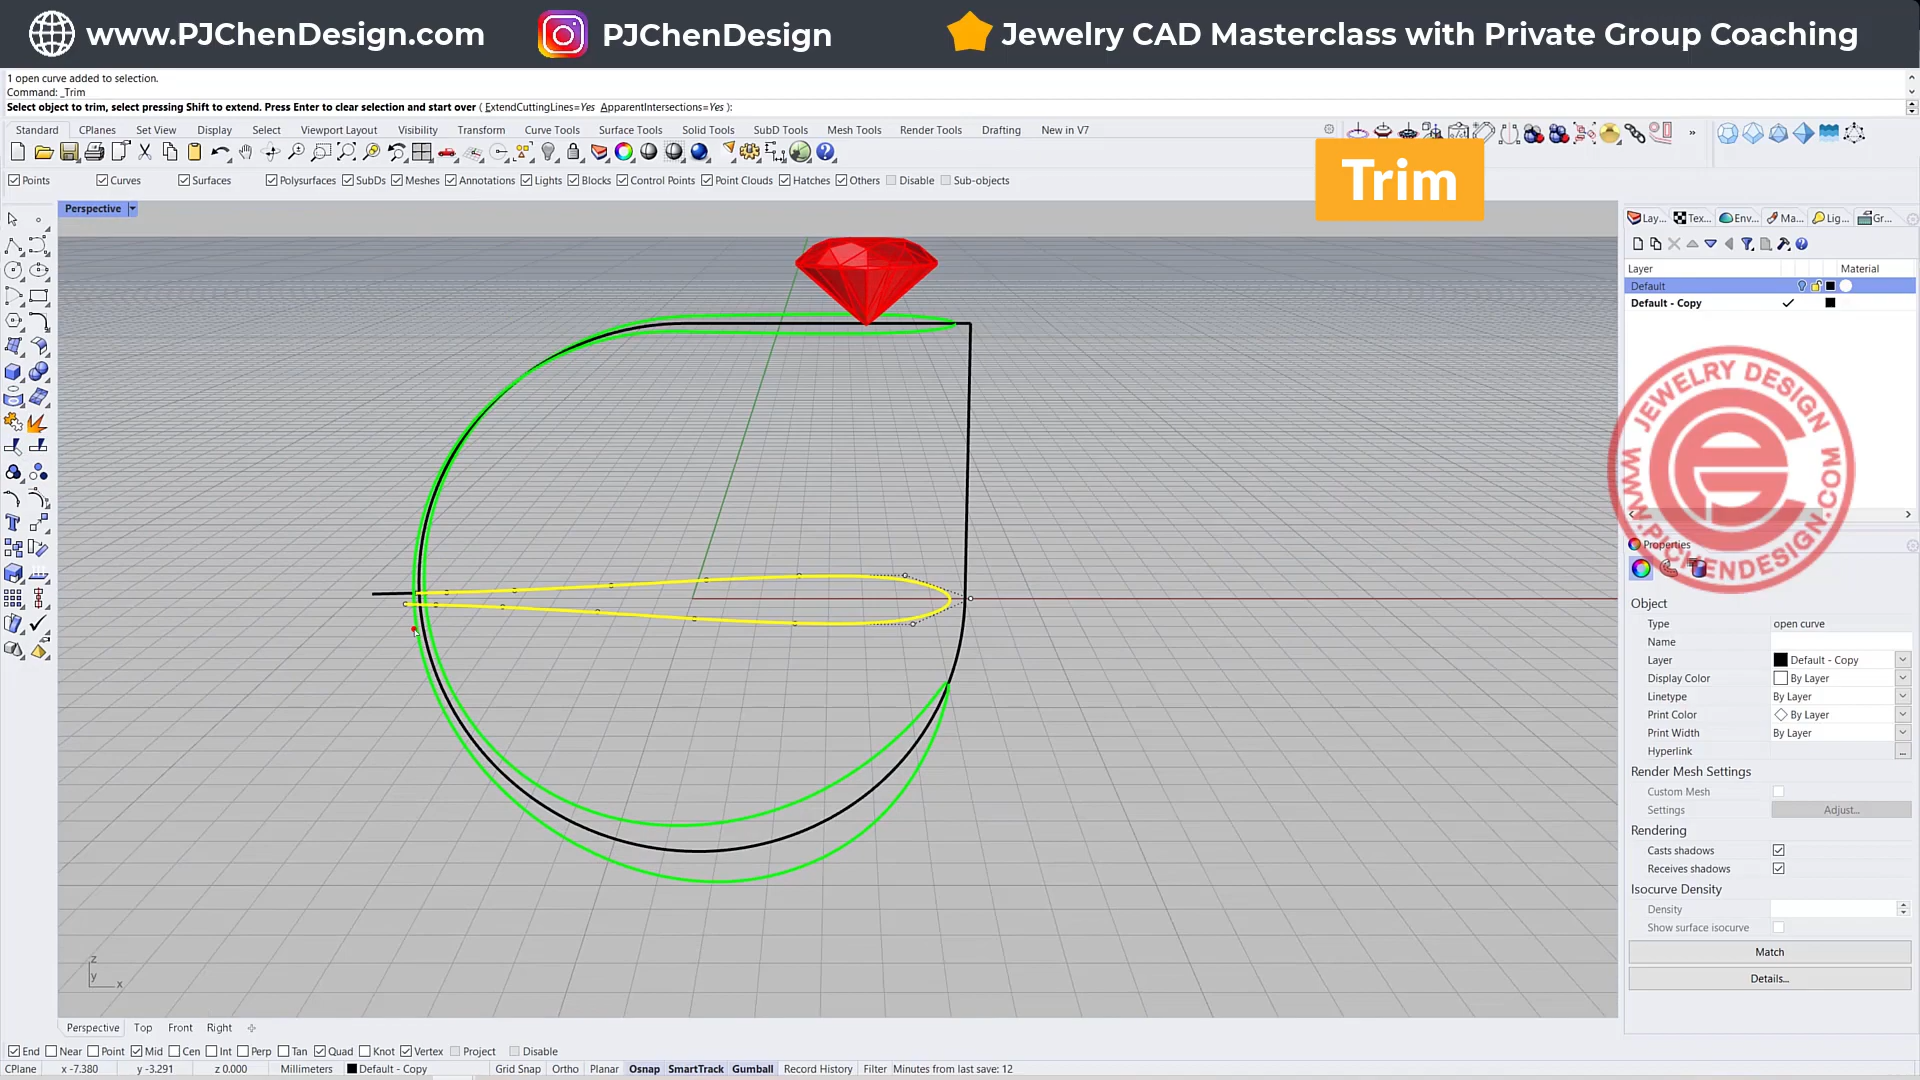 www.PJChenDesign.com PJChenDesign Jewelry CAD Masterclass with Private Group Coaching
1 open curve added to selection.
Command: _Trim
Select object to trim, select pressing Shift to extend. Press Enter to clear selection and start over ( ExtendCuttingLines=Yes ApparentIntersections=Yes ):
Standard CPlanes Set View Display Select Viewport Layout Visibility Transform Curve Tools Surface Tools Solid Tools SubD Tools Mesh Tools Render Tools Drafting New in V7
Trim
Points Curves Surfaces Polysurfaces SubDs Meshes Annotations Lights Blocks Control Points Point Clouds Hatches Others Disable Sub-objects
Perspective
Lay... Tex... Env... Ma... Lig... Gr...
Layer Material
Default
Default - Copy
JEWELRY DESIGN
WWW.PJCHENDESIGN.COM
Properties
Object
Type open curve
Name
Layer Default - Copy
Display Color By Layer
Linetype By Layer
Print Color By Layer
Print Width By Layer
Hyperlink ...
Render Mesh Settings
Custom Mesh
Settings Adjust...
Rendering
Casts shadows
Receives shadows
Isocurve Density
Density
Show surface isocurve
Match
Details...
z
y
x
Perspective Top Front Right
End Near Point Mid Cen Int Perp Tan Quad Knot Vertex Project Disable
CPlane x -7.380 y -3.291 z 0.000 Millimeters Default - Copy Grid Snap Ortho Planar Osnap SmartTrack Gumball Record History Filter Minutes from last save: 12